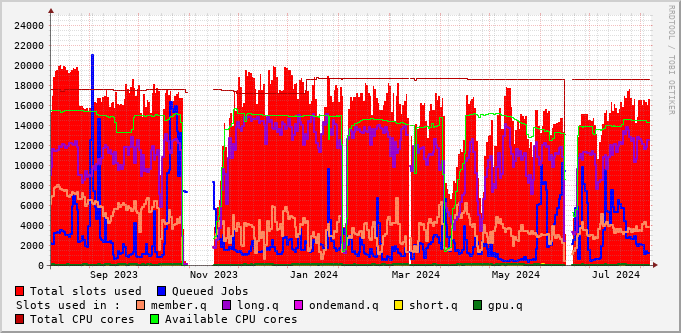 24000
22000
20000
18000
16000
14000
12000
10000
8000
6000
4000
2000
0
Sep 2023 Nov 2023 Jan 2024 Mar 2024 May 2024 Jul 2024
RRDTOOL / TOBI OETIKER
Total slots used Queued Jobs
Slots used in : member.q long.q ondemand.q short.q gpu.q
Total CPU cores Available CPU cores